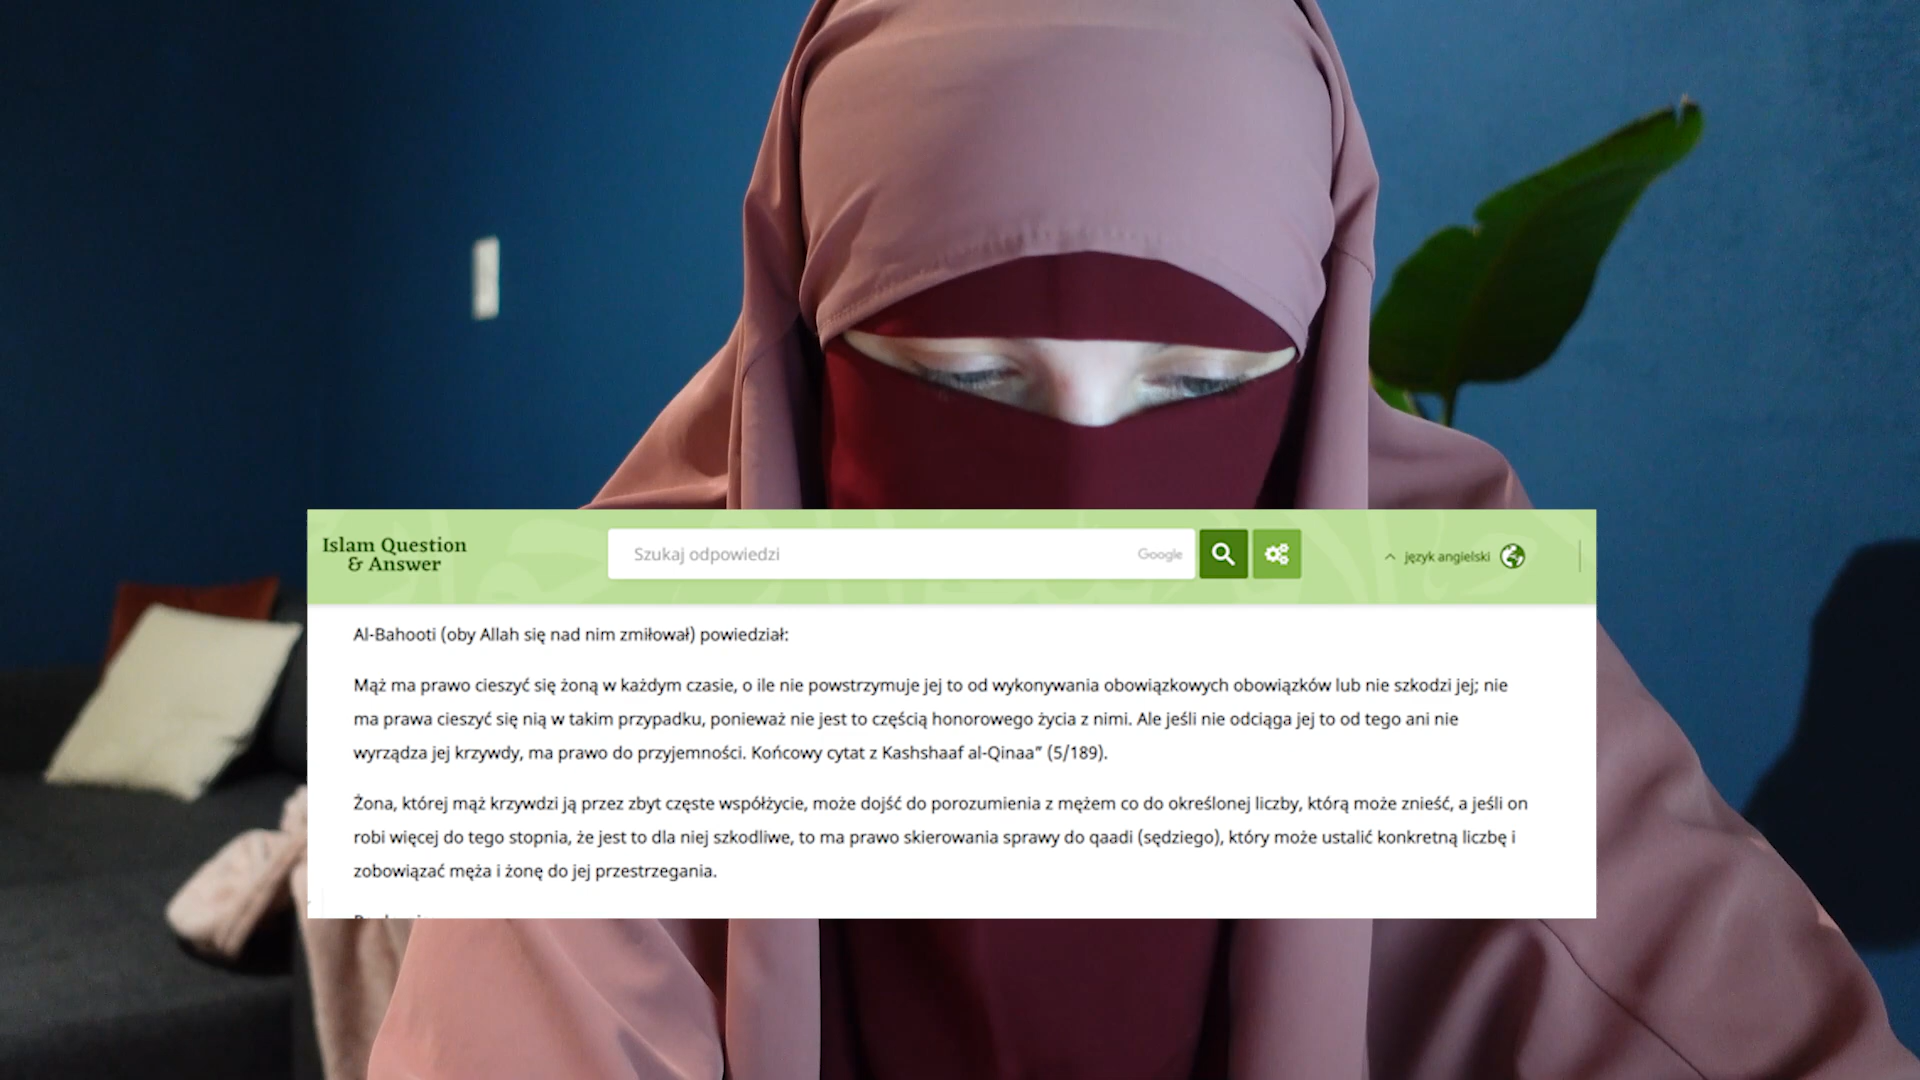 Islam Question
& Answer
Szukaj odpowiedzi
Google
język angielski
Al-Bahooti (oby Allah się nad nim zmiłował) powiedział:
Mąż ma prawo cieszyć się żoną w każdym czasie, o ile nie powstrzymuje jej to od wykonywania obowiązkowych obowiązków lub nie szkodzi jej; nie
ma prawa cieszyć się nią w takim przypadku, ponieważ nie jest to częścią honorowego życia z nimi. Ale jeśli nie odciąga jej to od tego ani nie
wyrządza jej krzywdy, ma prawo do przyjemności. Końcowy cytat z Kashshaaf al-Qinaa” (5/189).
Żona, której mąż krzywdzi ją przez zbyt częste współżycie, może dojść do porozumienia z mężem co do określonej liczby, którą może znieść, a jeśli on
robi więcej do tego stopnia, że jest to dla niej szkodliwe, to ma prawo skierowania sprawy do qaadi (sędziego), który może ustalić konkretną liczbę i
zobowiązać męża i żonę do jej przestrzegania.